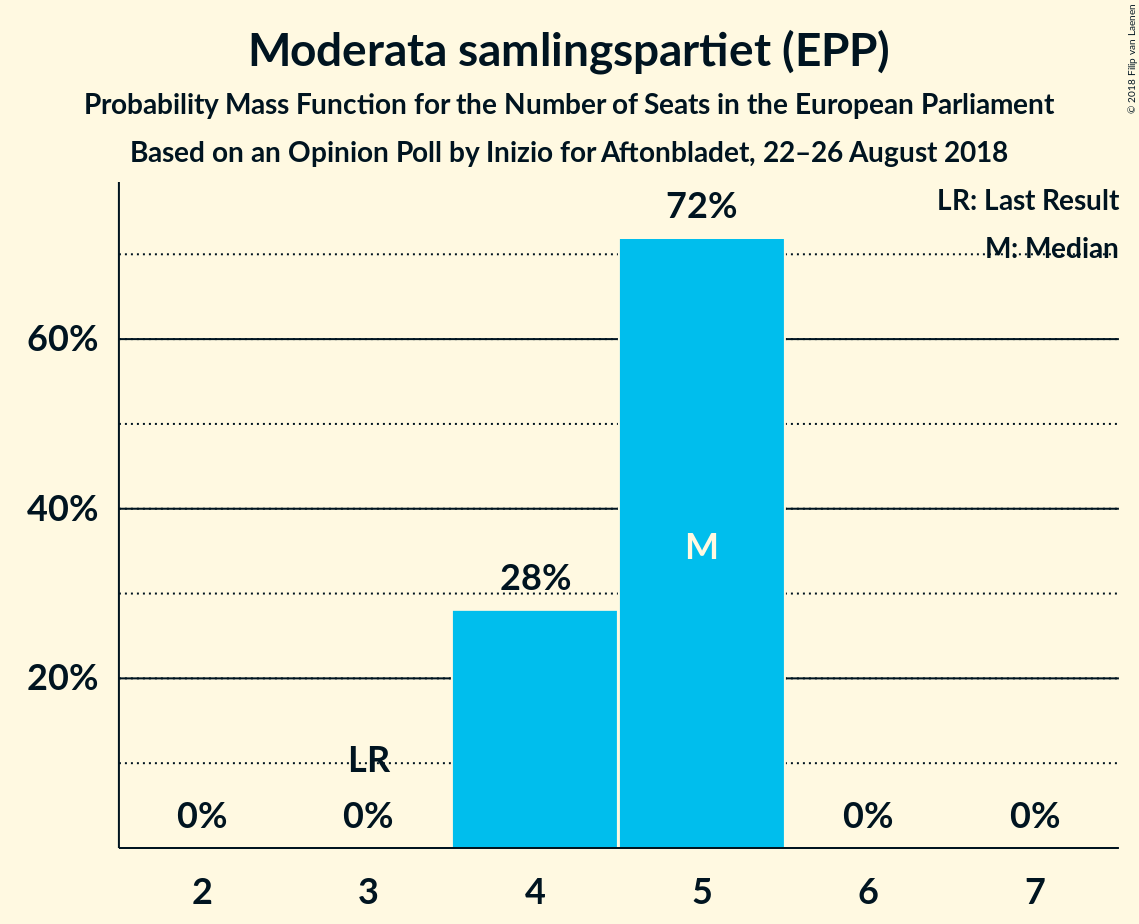 Moderata samlingspartiet (EPP)
Probability Mass Function for the Number of Seats in the European Parliament
Based on an Opinion Poll by Inizio for Aftonbladet, 22–26 August 2018
© 2018 Filip van Laenen
LR: Last Result
M: Median
72%
60%
40%
M
28%
20%
LR
0%
0%
0%
0%
2
3
4
5
6
7